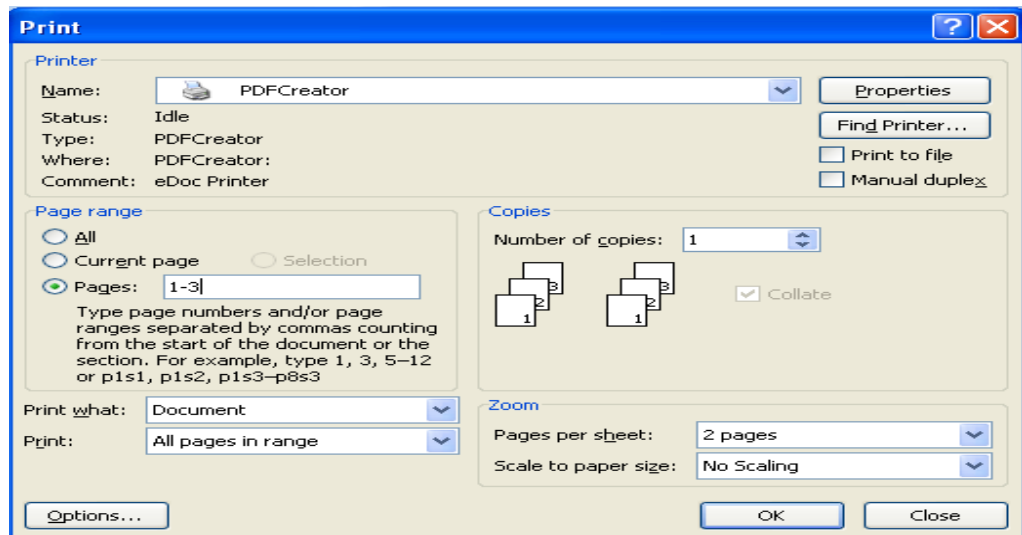 Print
Printer
Name: PDFCreator
Properties
Status: Idle
Find Printer...
Type: PDFCreator
Where: PDFCreator:
Print to file
Comment: eDoc Printer
Manual duplex
Page range
All
Current page Selection
Pages: 1-3
Type page numbers and/or page
ranges separated by commas counting
from the start of the document or the
section. For example, type 1, 3, 5–12
or p1s1, p1s2, p1s3–p8s3
Copies
Number of copies: 1
1 2 3
1 2 3
Collate
Print what: Document
Print: All pages in range
Zoom
Pages per sheet: 2 pages
Scale to paper size: No Scaling
Options...
OK
Close